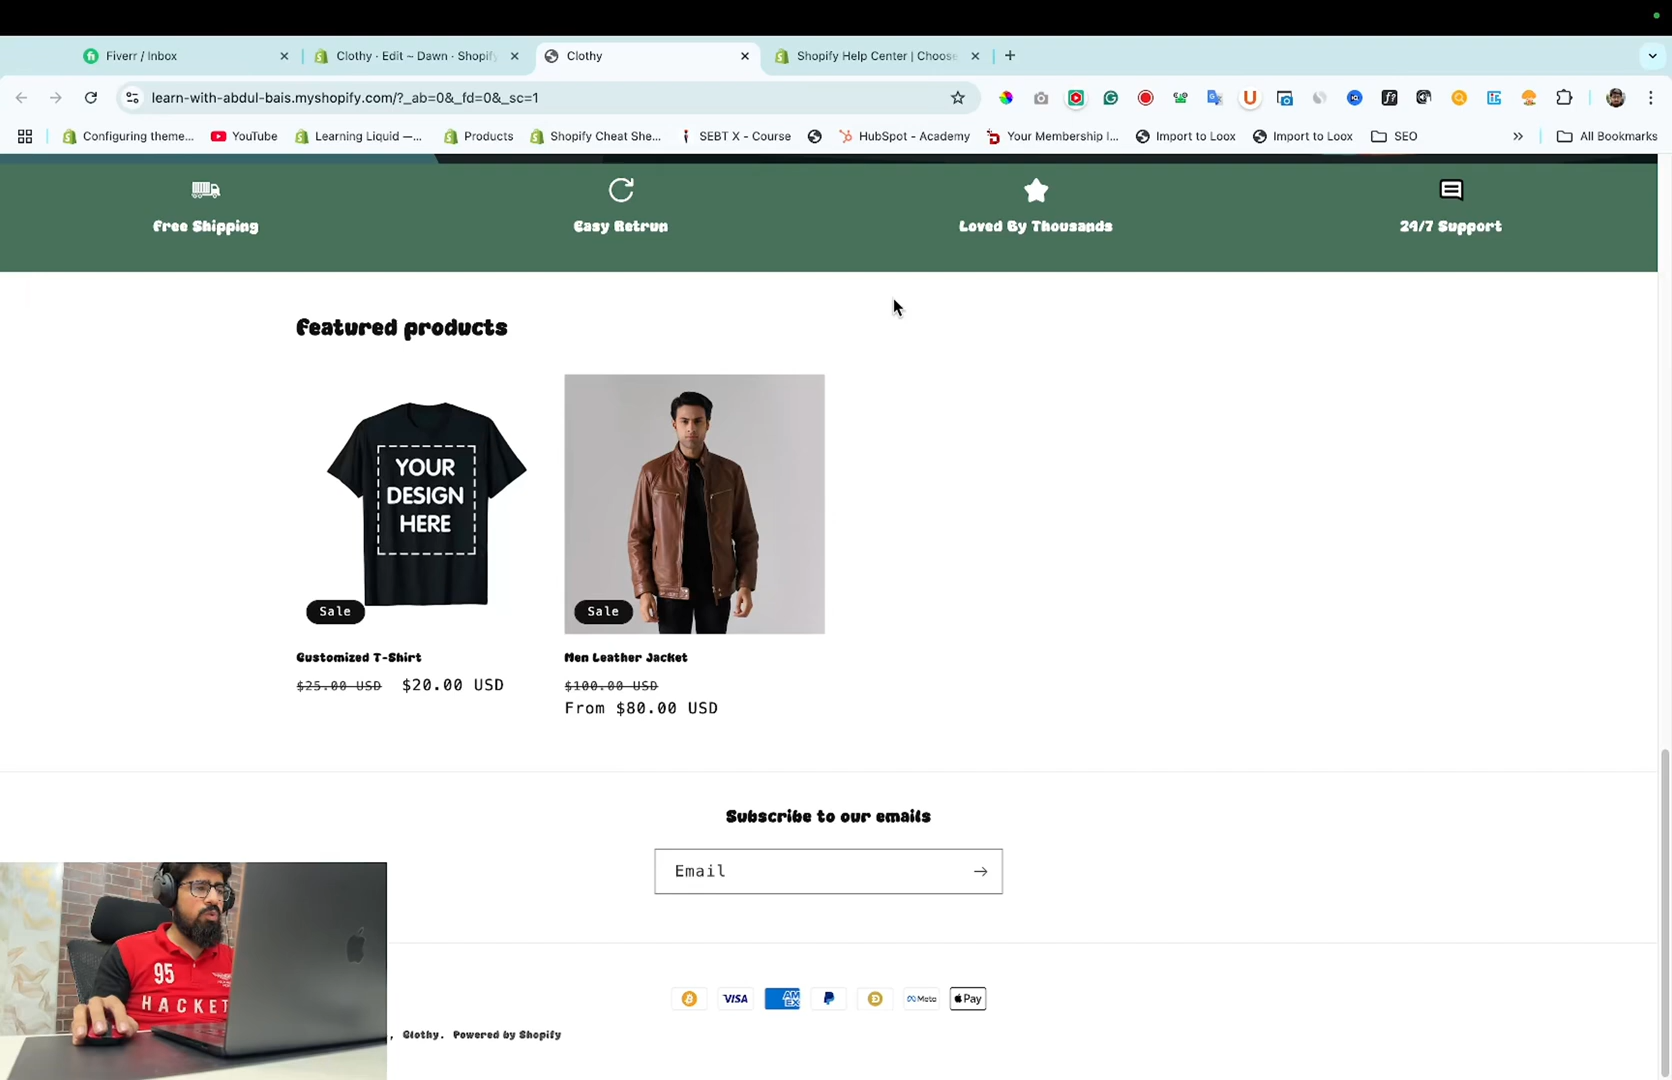 Fiverr / Inbox
Clothy · Edit ~ Dawn · Shopify
Clothy
Shopify Help Center | Choose
learn-with-abdul-bais.myshopify.com/?_ab=0&_fd=0&_sc=1
Configuring theme...
YouTube
Learning Liquid —...
Products
Shopify Cheat She...
SEBT X - Course
HubSpot - Academy
Your Membership I...
Import to Loox
Import to Loox
SEO
»
All Bookmarks
Free Shipping
Easy Retrun
Loved By Thousands
24/7 Support
featured products
YOUR
DESIGN
HERE
Sale
Sale
Customized T-Shirt
Men Leather Jacket
$25.00 USD $20.00 USD
$100.00 USD
From $80.00 USD
Subscribe to our emails
Email
95
HACKET
VISA
AM
EX
Meta
Pay
, Clothy. Powered by Shopify